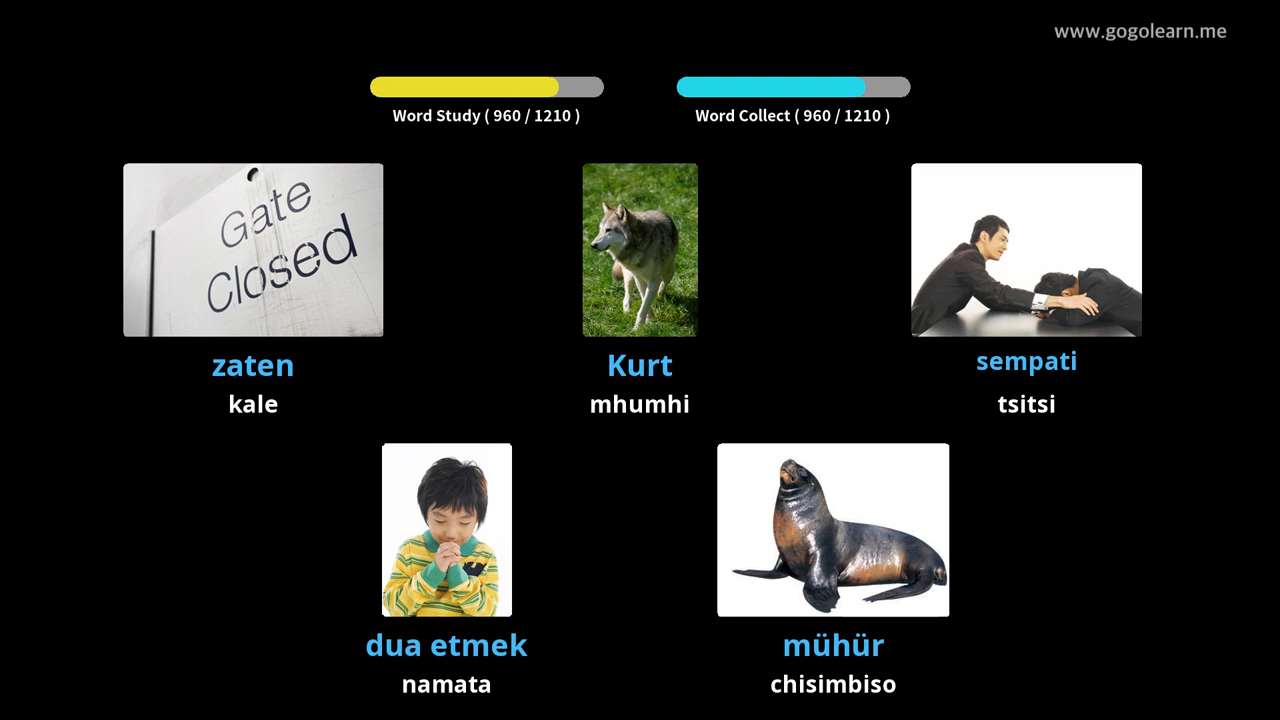 www.gogolearn.me
Word Study ( 960 / 1210 )
Word Collect ( 960 / 1210 )
Gate
Closed
zaten
kale
Kurt
mhumhi
sempati
tsitsi
dua etmek
namata
mühür
chisimbiso